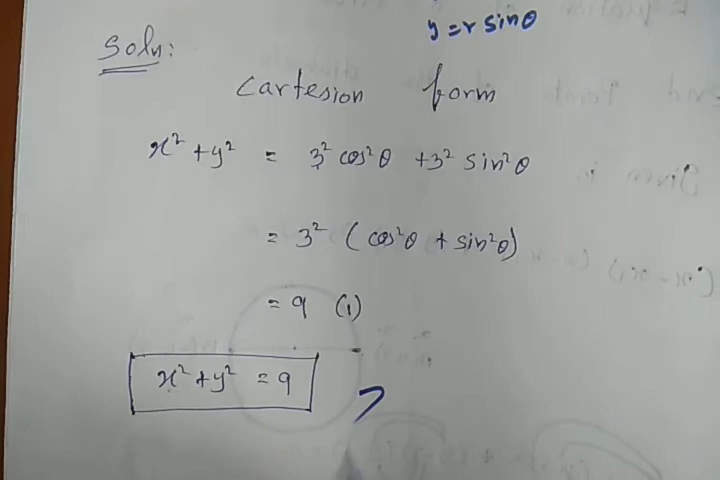 y = r sinθ
Soln:
Cartesion form
x² + y² = 3² cos²θ + 3² sin²θ
= 3² (cos²θ + sin²θ)
= 9 (1)
x² + y² = 9